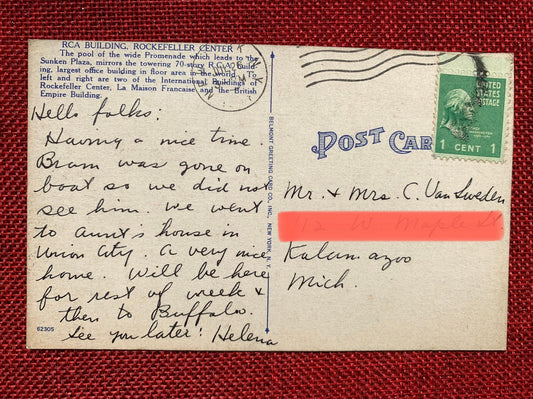 RCA BUILDING, ROCKEFELLER CENTER
The pool of the wide Promenade which leads to the
Sunken Plaza, mirrors the towering 70-story RCA Build-
ing, largest office building in floor area in the world. To
left and right are two of the International Buildings of
Rockefeller Center, La Maison Francaise and the British
Empire Building.
Hello folks:
Having a nice time.
Bram was gone on
boat so we did not
see him. We went
to aunt's house in
Union City. A very nice
home. Will be here
for rest of week &
then to Buffalo.
See you later: Helena
62305
BELMONT GREETING CARD CO., INC., NEW YORK, N. Y.
POST CAR
UNITED
STATES
POSTAGE
1 CENT 1
Mr. & Mrs. C. Van Sweden
W. Maple St.
Kalamazoo
Mich.